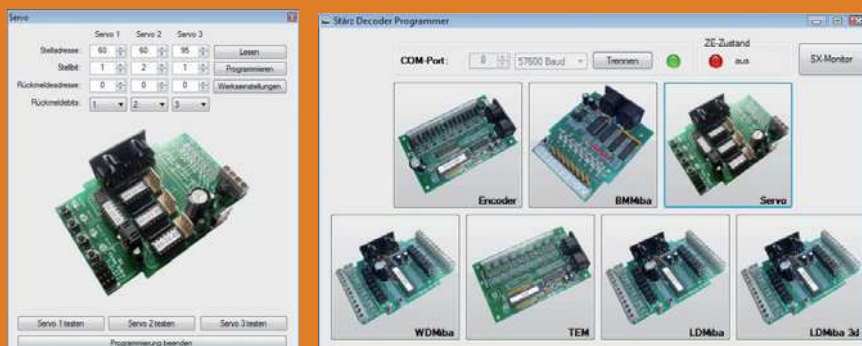 Servo
Servo 1 Servo 2 Servo 3
Stelladresse: 60 60 95 Lesen
Stellbit: 1 2 1 Programmieren
Rückmeldeadresse: 0 0 0 Werkseinstellungen
Rückmeldebits: 1 2 3
Servo 1 testen Servo 2 testen Servo 3 testen
Programmierung beenden
Stärz Decoder Programmer
ZE-Zustand
COM-Port: 8 57600 Baud Trennen aus SX-Monitor
Encoder BMMiba Servo
WDMiba TEM LDMiba LDMiba 3d